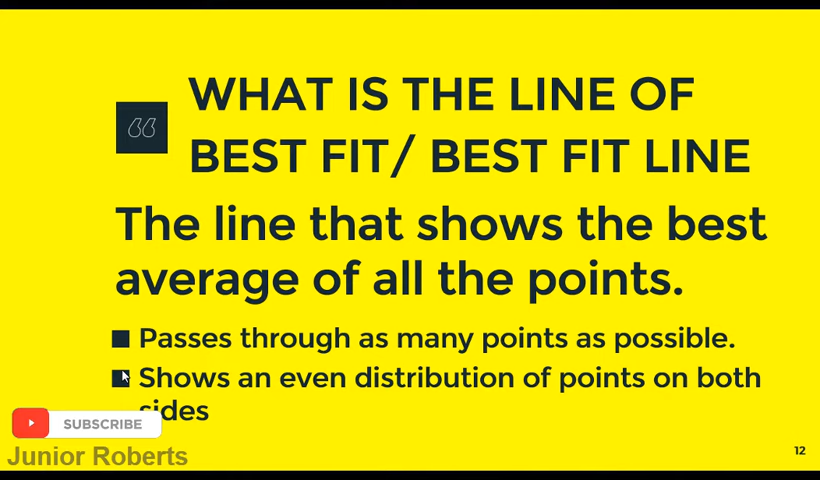 WHAT IS THE LINE OF
BEST FIT/ BEST FIT LINE
The line that shows the best
average of all the points.
Passes through as many points as possible.
Shows an even distribution of points on both
sides
SUBSCRIBE
Junior Roberts
12